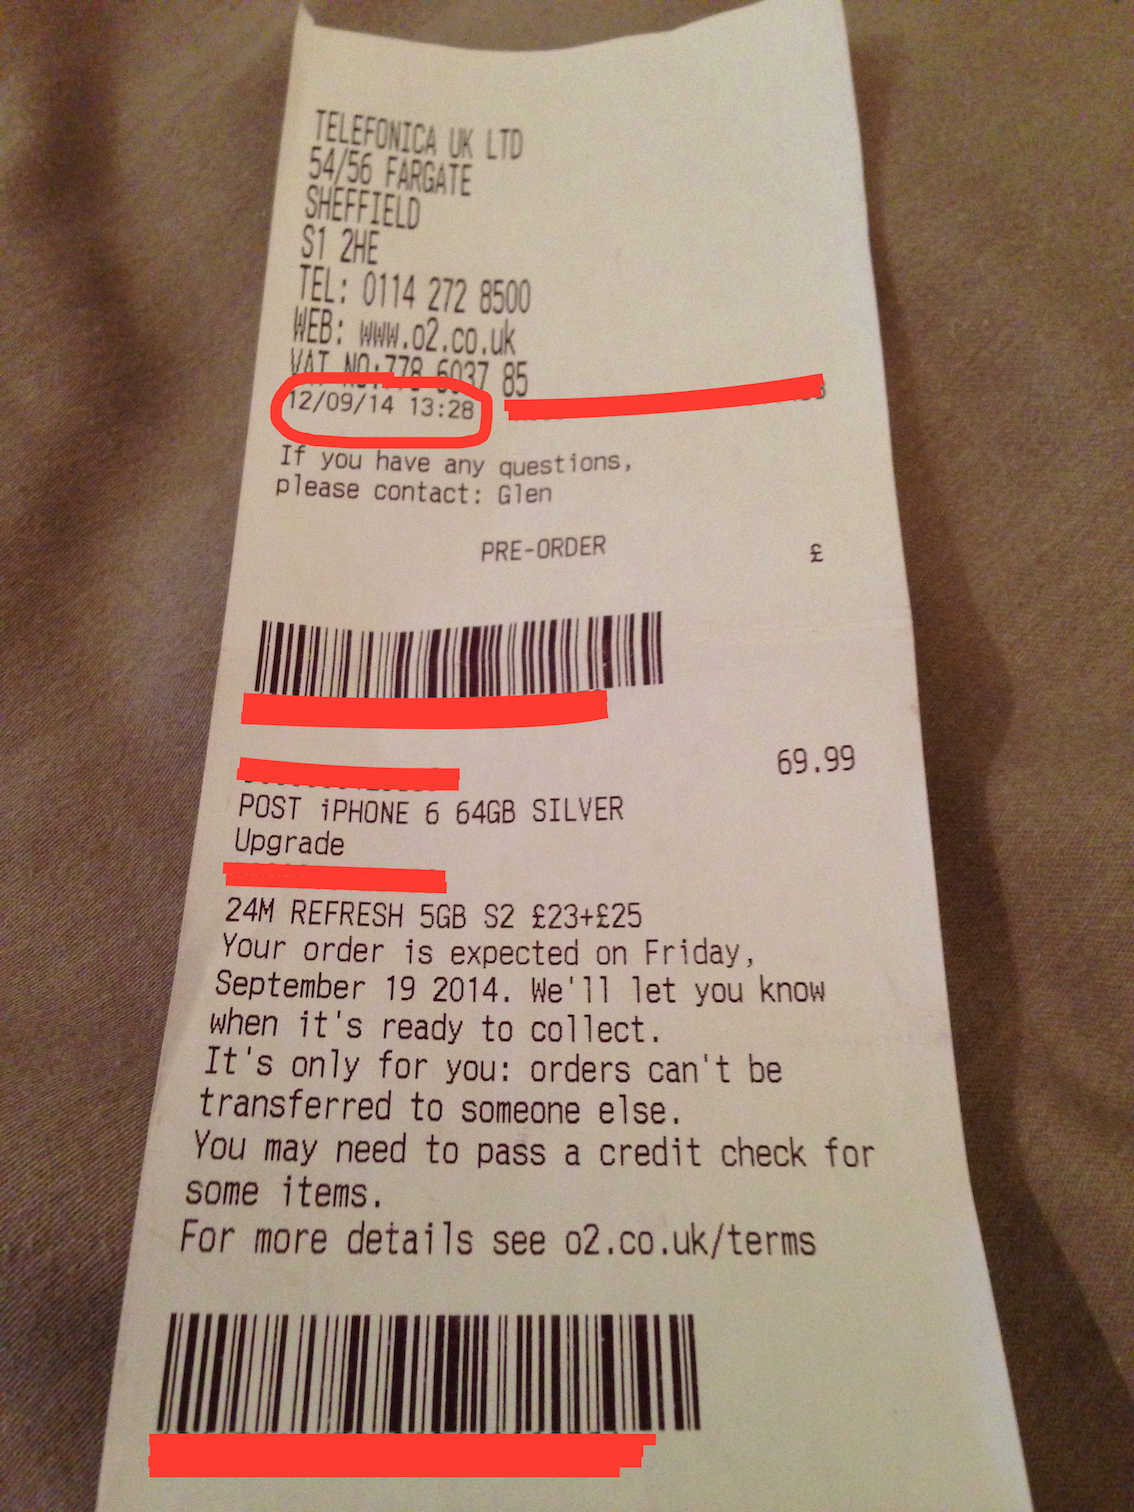 TELEFONICA UK LTD
54/56 FARGATE
SHEFFIELD
S1 2HE
TEL: 0114 272 8500
WEB: www.o2.co.uk
VAT NO:778 6037 85
12/09/14 13:28
If you have any questions,
please contact: Glen
PRE-ORDER £
69.99
POST iPHONE 6 64GB SILVER
Upgrade
24M REFRESH 5GB S2 £23+£25
Your order is expected on Friday,
September 19 2014. We'll let you know
when it's ready to collect.
It's only for you: orders can't be
transferred to someone else.
You may need to pass a credit check for
some items.
For more details see o2.co.uk/terms